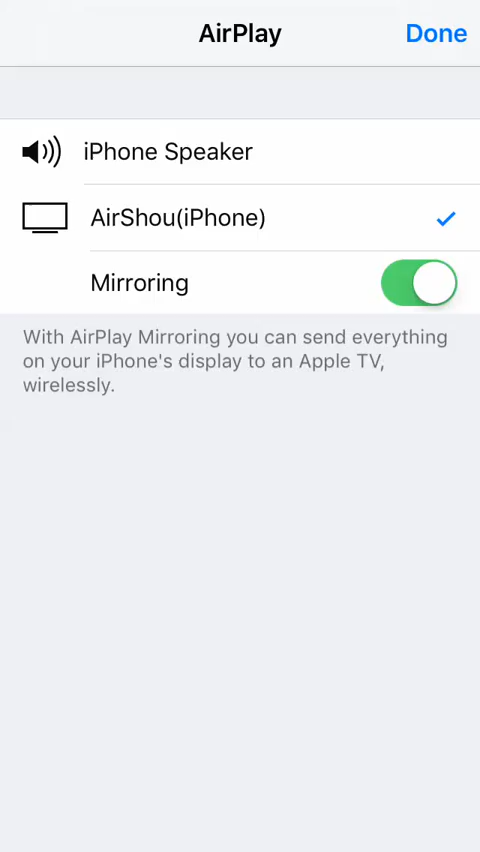 AirPlay
Done
iPhone Speaker
AirShou(iPhone)
Mirroring
With AirPlay Mirroring you can send everything
on your iPhone's display to an Apple TV,
wirelessly.